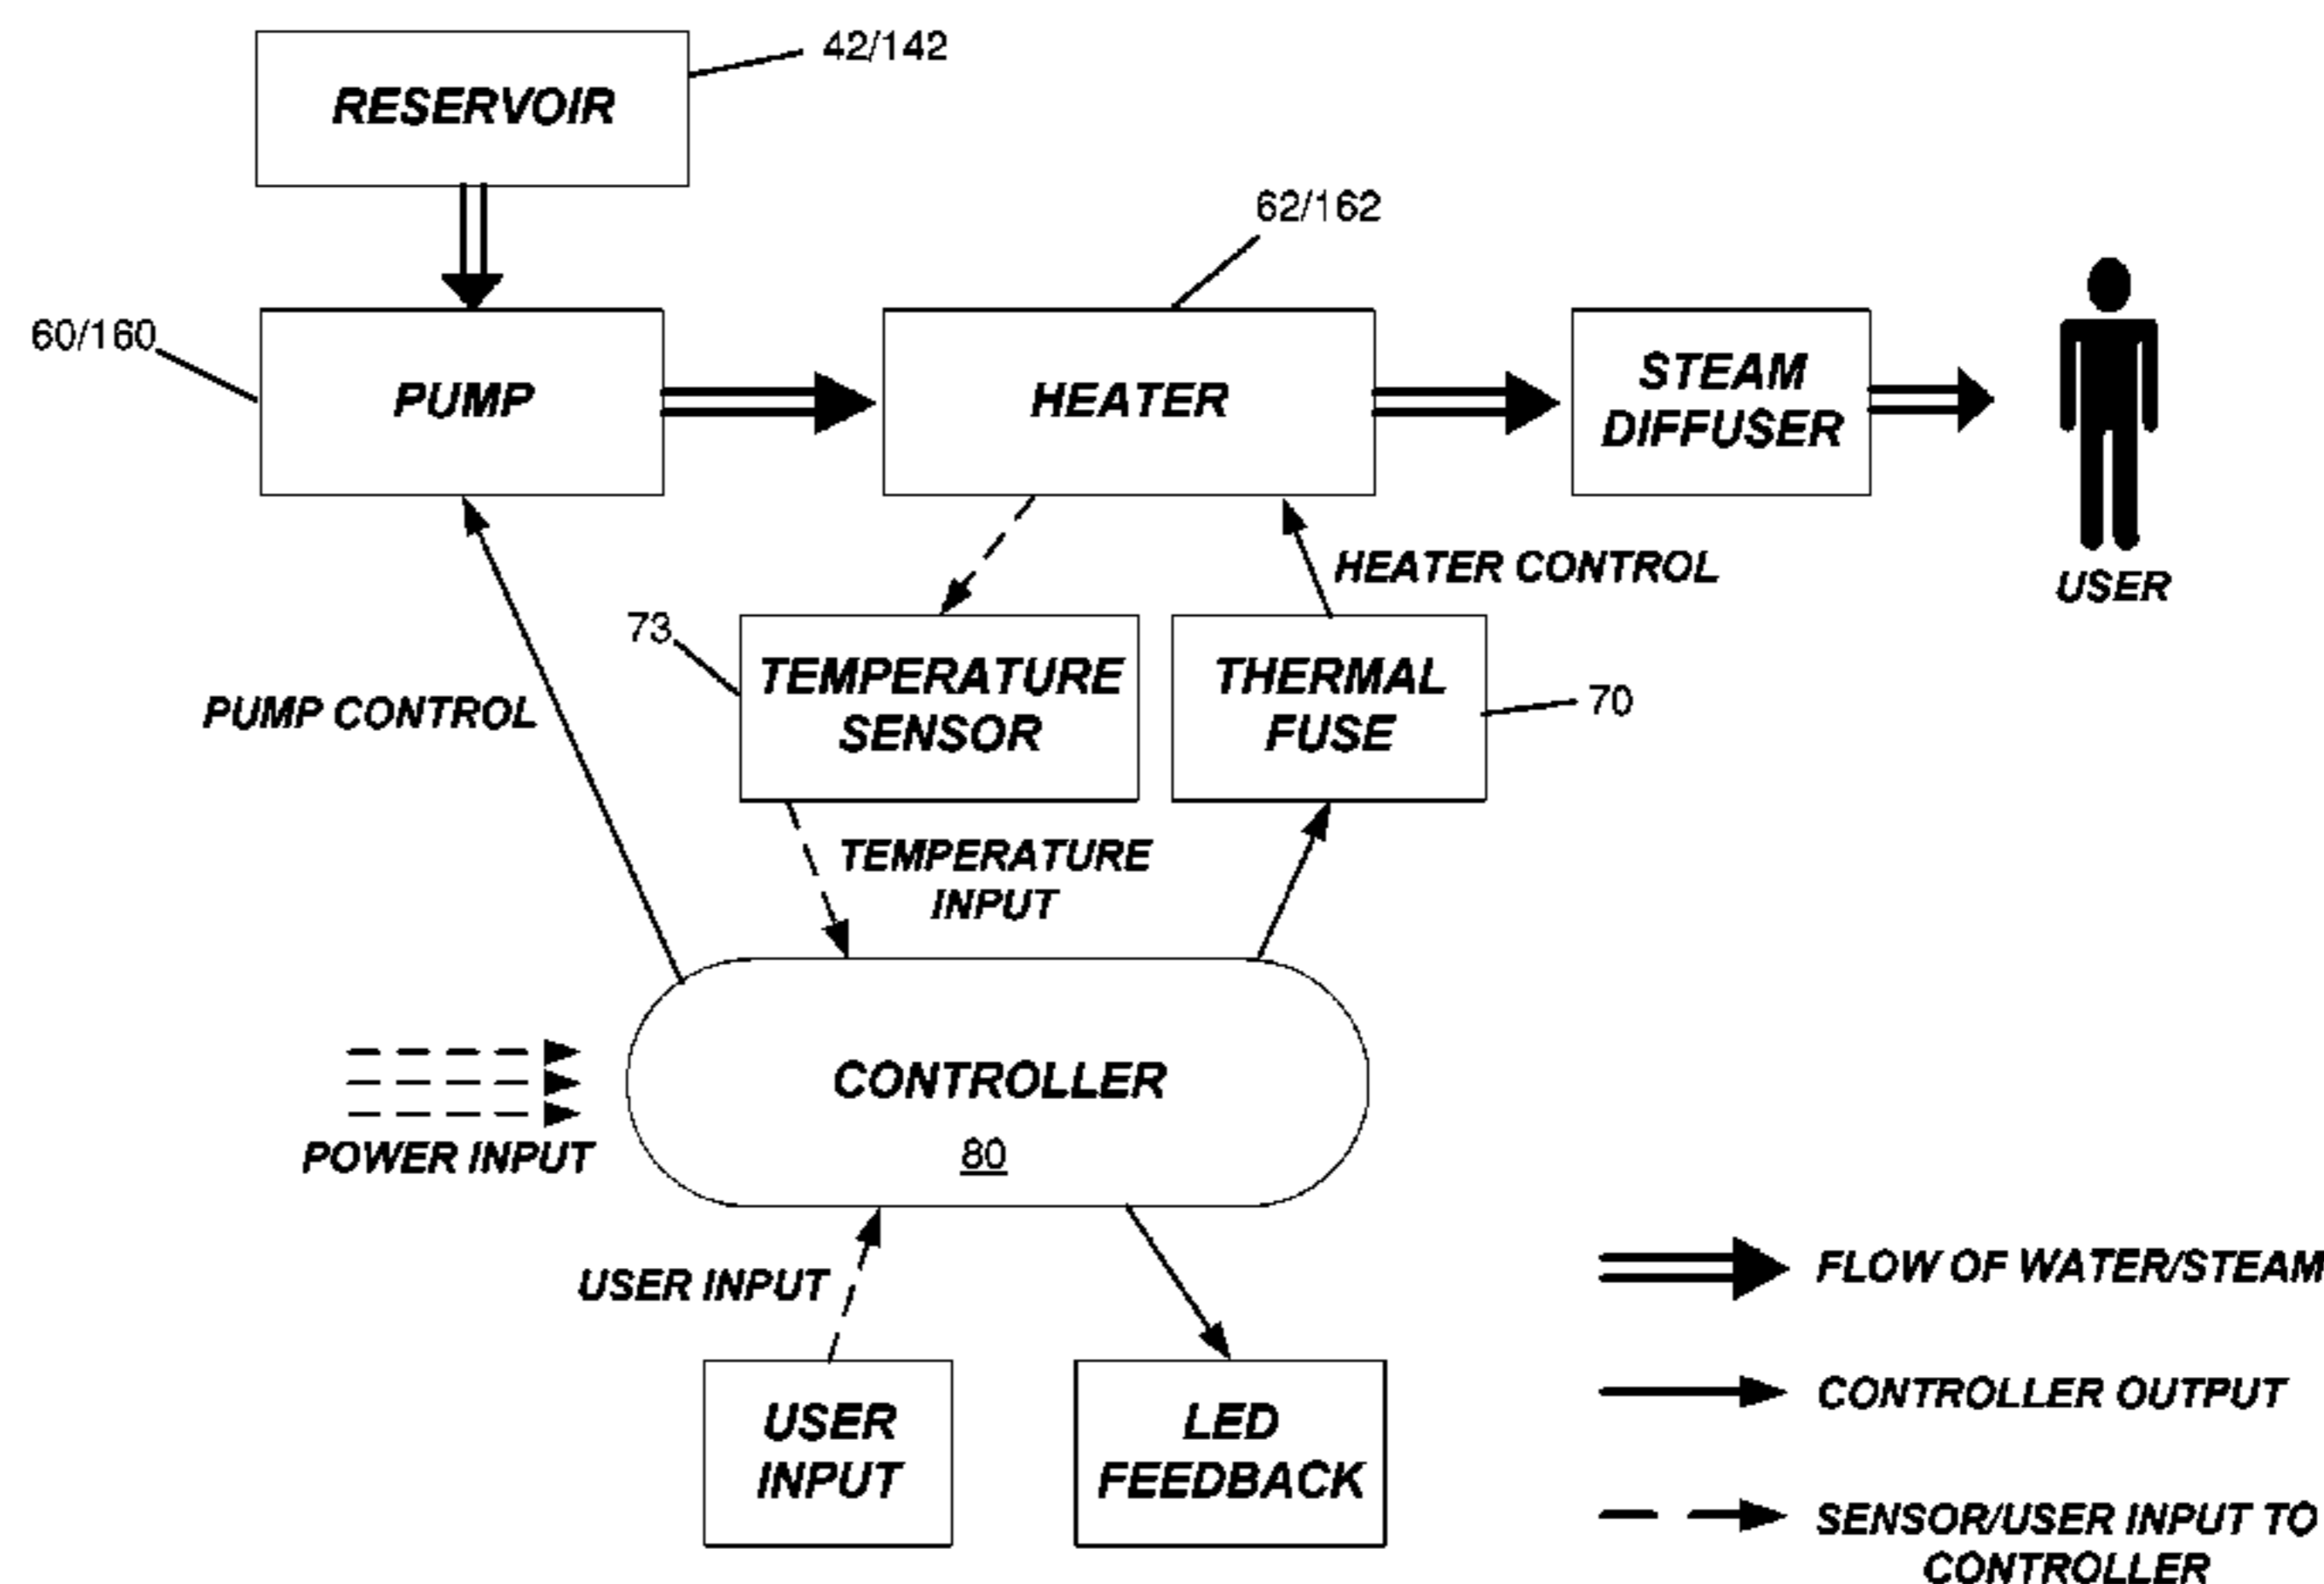 42/142
RESERVOIR
62/162
60/160
PUMP
HEATER
STEAM
DIFFUSER
HEATER CONTROL
USER
73
TEMPERATURE
SENSOR
THERMAL
FUSE
70
PUMP CONTROL
TEMPERATURE
INPUT
CONTROLLER
80
POWER INPUT
USER INPUT
FLOW OF WATER/STEAM
CONTROLLER OUTPUT
USER
INPUT
LED
FEEDBACK
SENSOR/USER INPUT TO
CONTROLLER